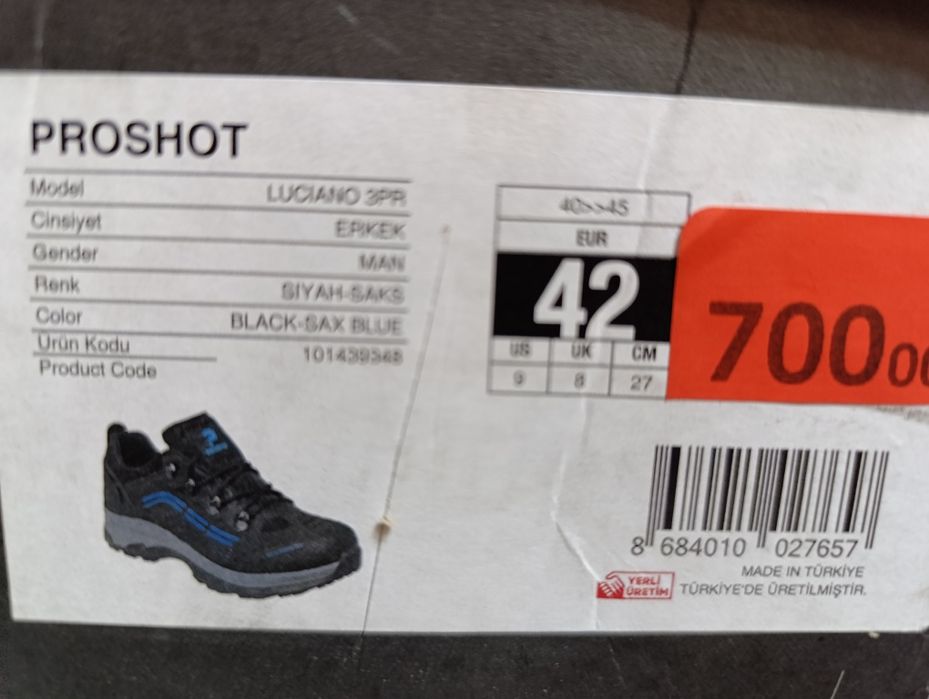 PROSHOT
Model LUCIANO 3PR
Cinsiyet ERKEK
Gender MAN
Renk SIYAH-SAKS
Color BLACK-SAX BLUE
Ürün Kodu 101439348
Product Code
40>>45
EUR
42
US UK CM
9 8 27
700
8 684010 027657
MADE IN TÜRKİYE
YERLİ
ÜRETİM
TÜRKİYE'DE ÜRETİLMİŞTİR.